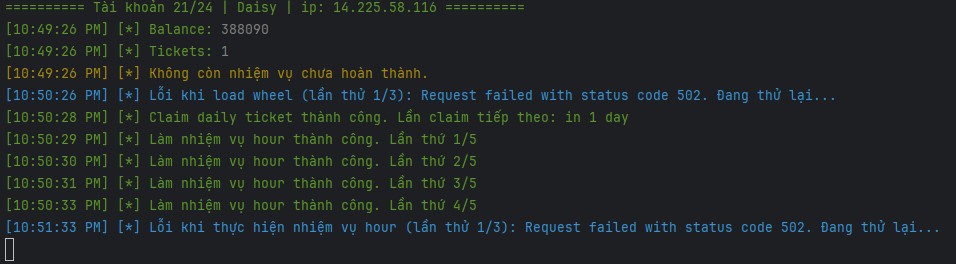 ========== Tài khoản 21/24 | Daisy | ip: 14.225.58.116 ==========
[10:49:26 PM] [*] Balance: 388090
[10:49:26 PM] [*] Tickets: 1
[10:49:26 PM] [*] Không còn nhiệm vụ chưa hoàn thành.
[10:50:26 PM] [*] Lỗi khi load wheel (lần thử 1/3): Request failed with status code 502. Đang thử lại...
[10:50:28 PM] [*] Claim daily ticket thành công. Lần claim tiếp theo: in 1 day
[10:50:29 PM] [*] Làm nhiệm vụ hour thành công. Lần thứ 1/5
[10:50:30 PM] [*] Làm nhiệm vụ hour thành công. Lần thứ 2/5
[10:50:31 PM] [*] Làm nhiệm vụ hour thành công. Lần thứ 3/5
[10:50:33 PM] [*] Làm nhiệm vụ hour thành công. Lần thứ 4/5
[10:51:33 PM] [*] Lỗi khi thực hiện nhiệm vụ hour (lần thử 1/3): Request failed with status code 502. Đang thử lại...